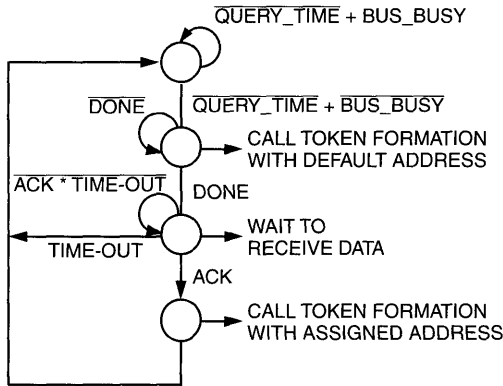 QUERY_TIME + BUS_BUSY
DONE
QUERY_TIME + BUS_BUSY
CALL TOKEN FORMATION
WITH DEFAULT ADDRESS
ACK * TIME-OUT
DONE
WAIT TO
RECEIVE DATA
TIME-OUT
ACK
CALL TOKEN FORMATION
WITH ASSIGNED ADDRESS